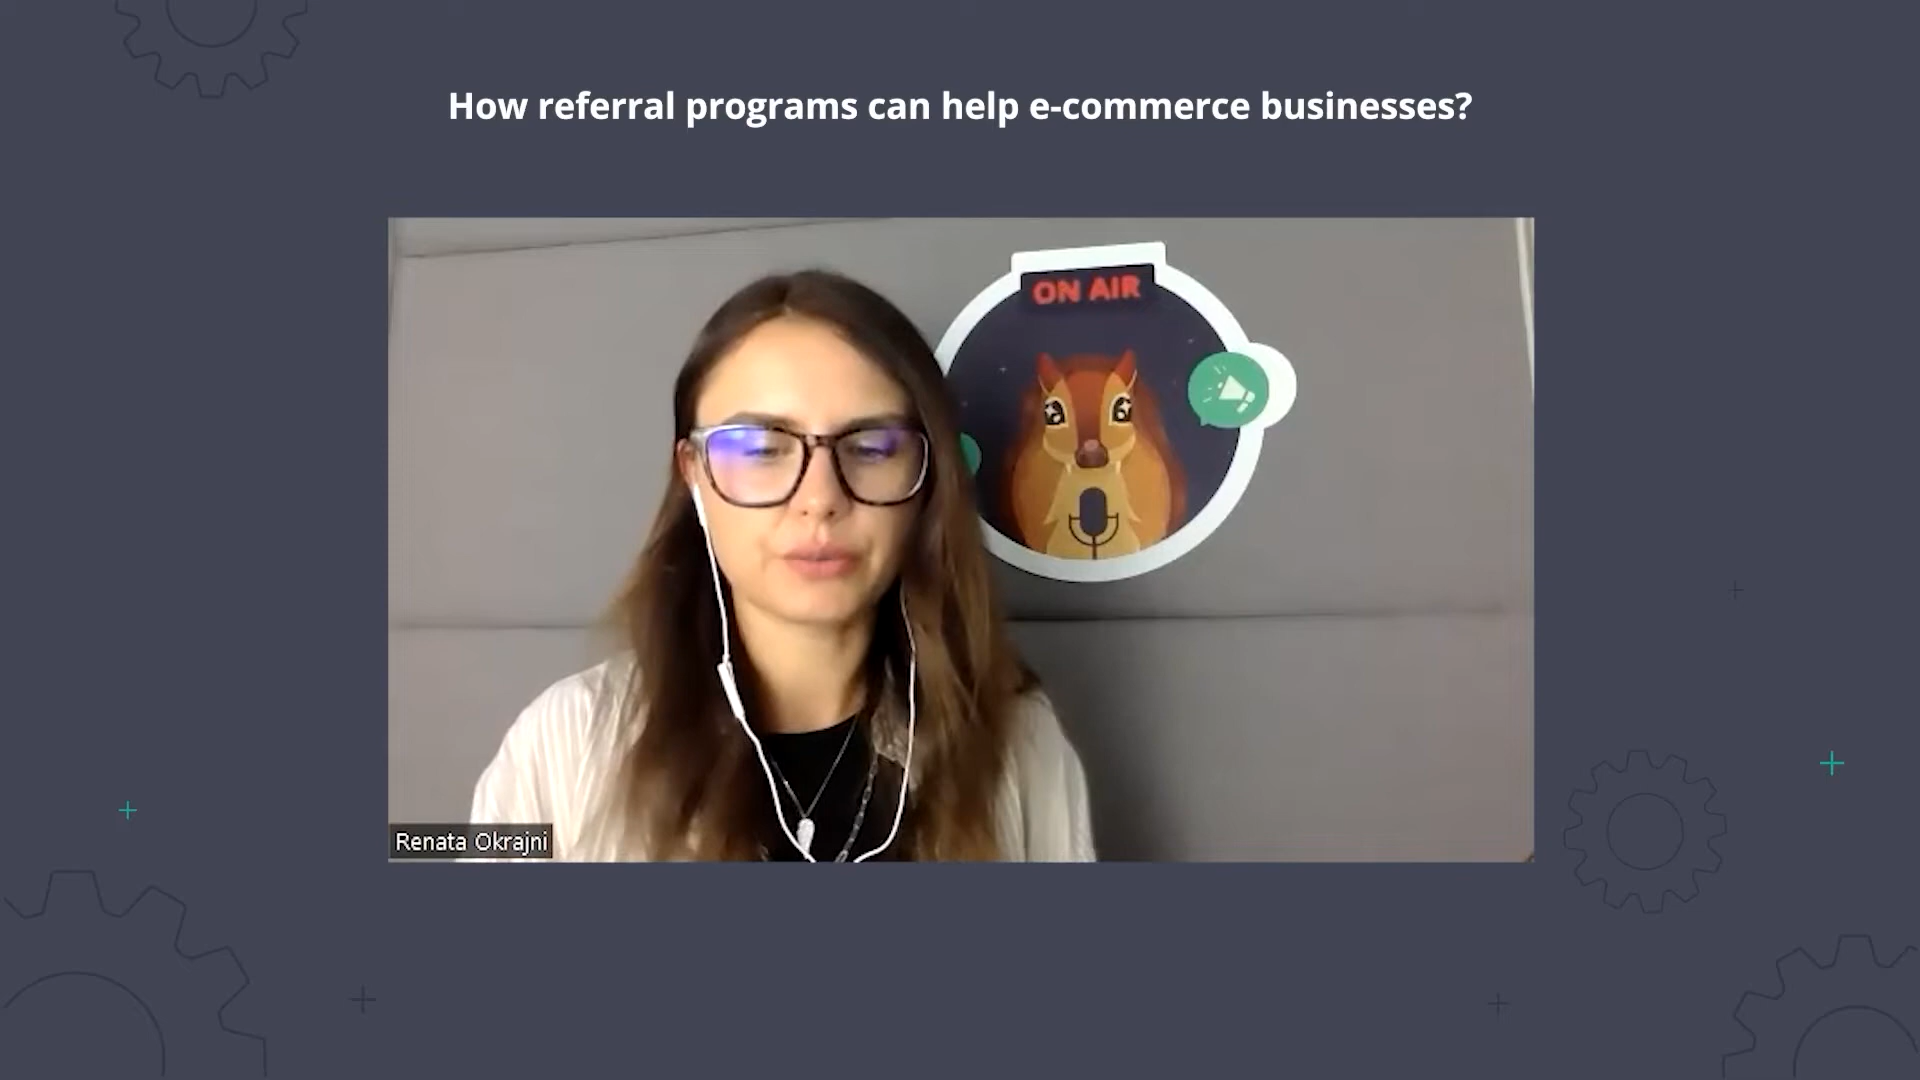 How referral programs can help e-commerce businesses?
ON AIR
Renata Okrajni